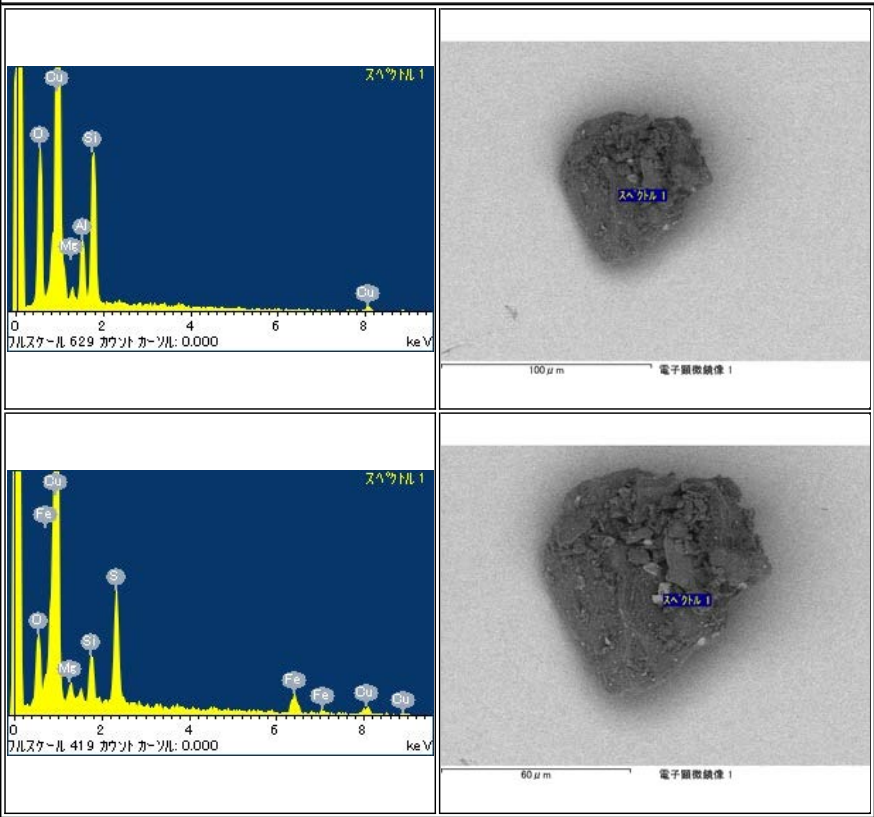 スペクトル 1
Cu
O
Si
Al
Mg
Cu
0 2 4 6 8
フルスケール 629 カウント カーソル: 0.000 keV
スペクトル 1
100μm 電子顕微鏡像 1
スペクトル 1
Cu
Fe
S
O
Si
Mg
Fe
Fe
Cu
Cu
0 2 4 6 8
フルスケール 419 カウント カーソル: 0.000 keV
スペクトル 1
60μm 電子顕微鏡像 1